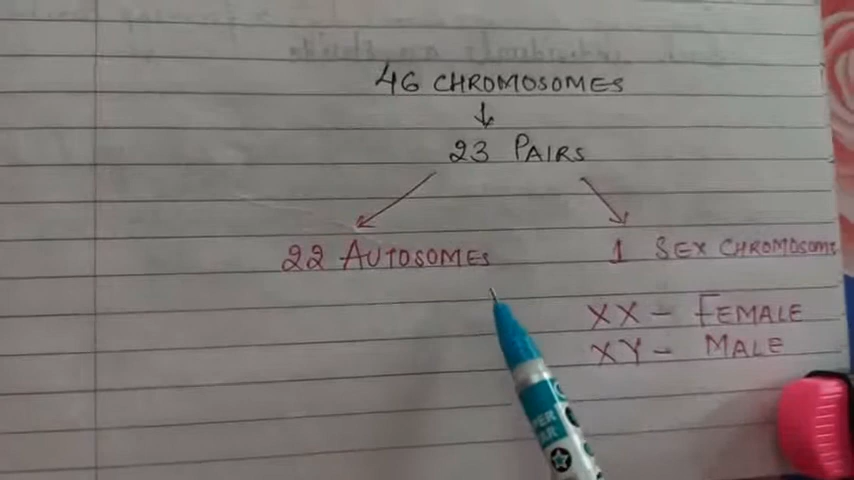 46 CHROMOSOMES
↓
23 PAIRS
22 AUTOSOMES 1 SEX CHROMOSOME
XX – FEMALE
XY – MALE